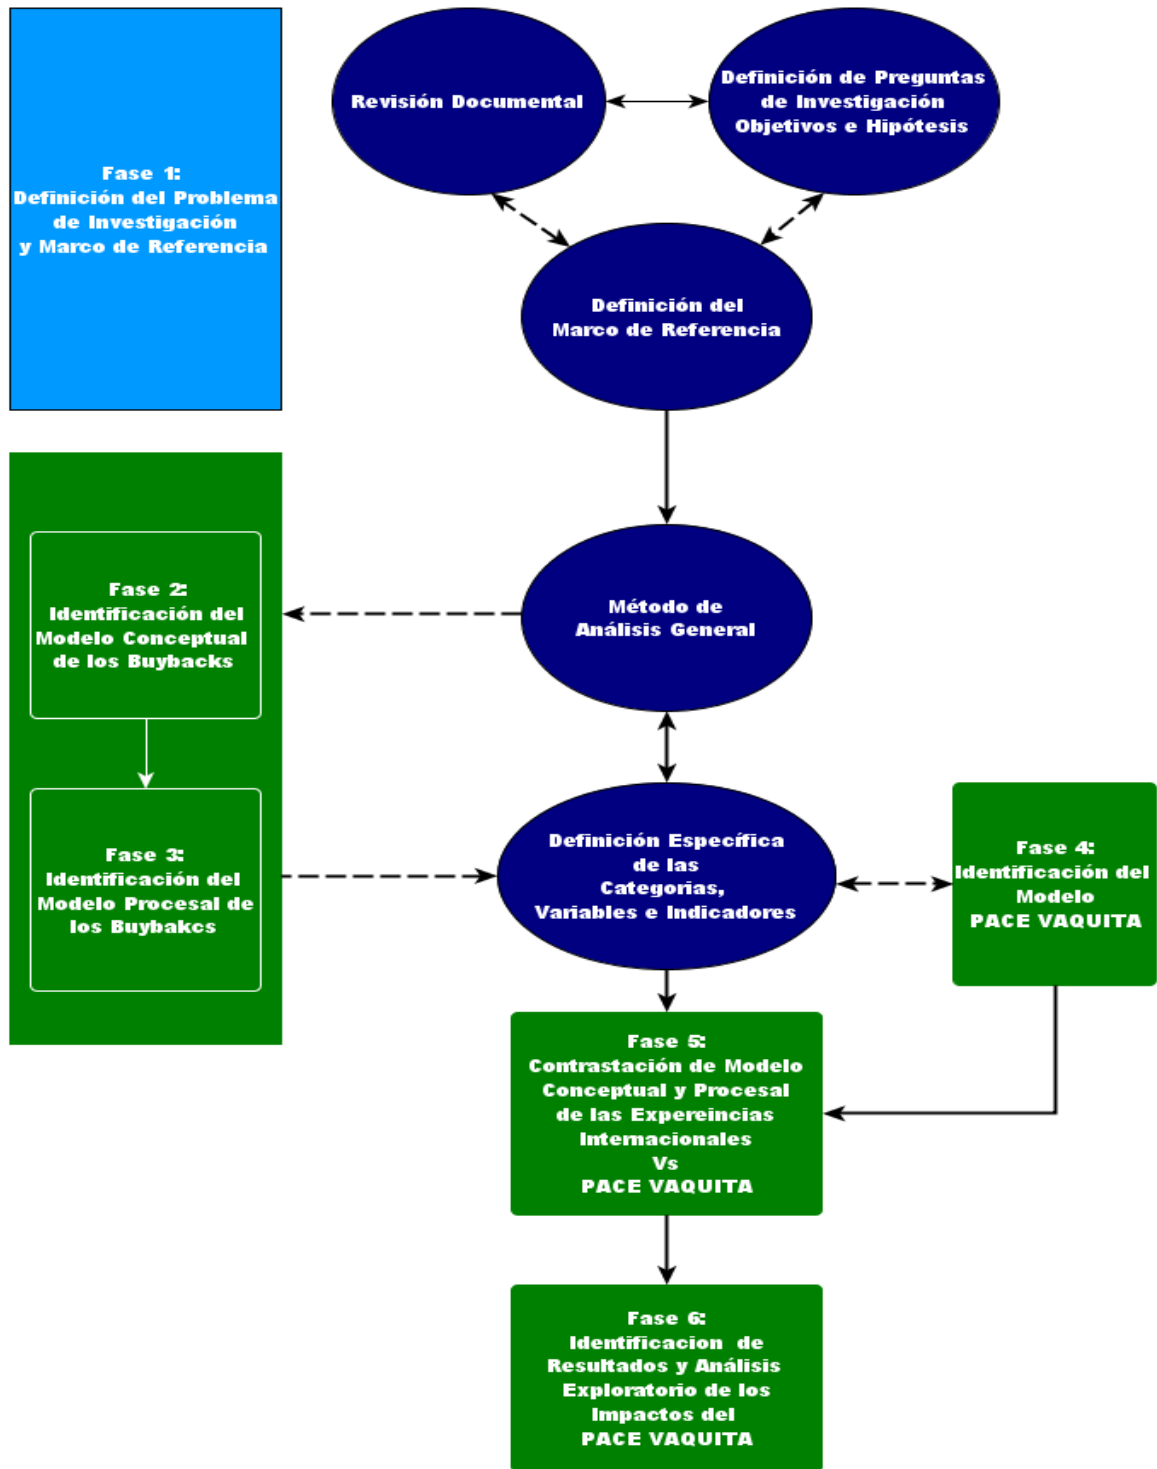 Fase 1:
Definición del Problema
de Investigación
y Marco de Referencia
Revisión Documental
Definición de Preguntas
de Investigación
Objetivos e Hipótesis
Definición del
Marco de Referencia
Método de
Análisis General
Fase 2:
Identificación del
Modelo Conceptual
de los Buybacks
Fase 3:
Identificación del
Modelo Procesal de
los Buybakcs
Definición Específica
de las
Categorias,
Variables e Indicadores
Fase 4:
Identificación del
Modelo
PACE VAQUITA
Fase 5:
Contrastación de Modelo
Conceptual y Procesal
de las Expereincias
Internacionales
Vs
PACE VAQUITA
Fase 6:
Identificacion de
Resultados y Análisis
Exploratorio de los
Impactos del
PACE VAQUITA